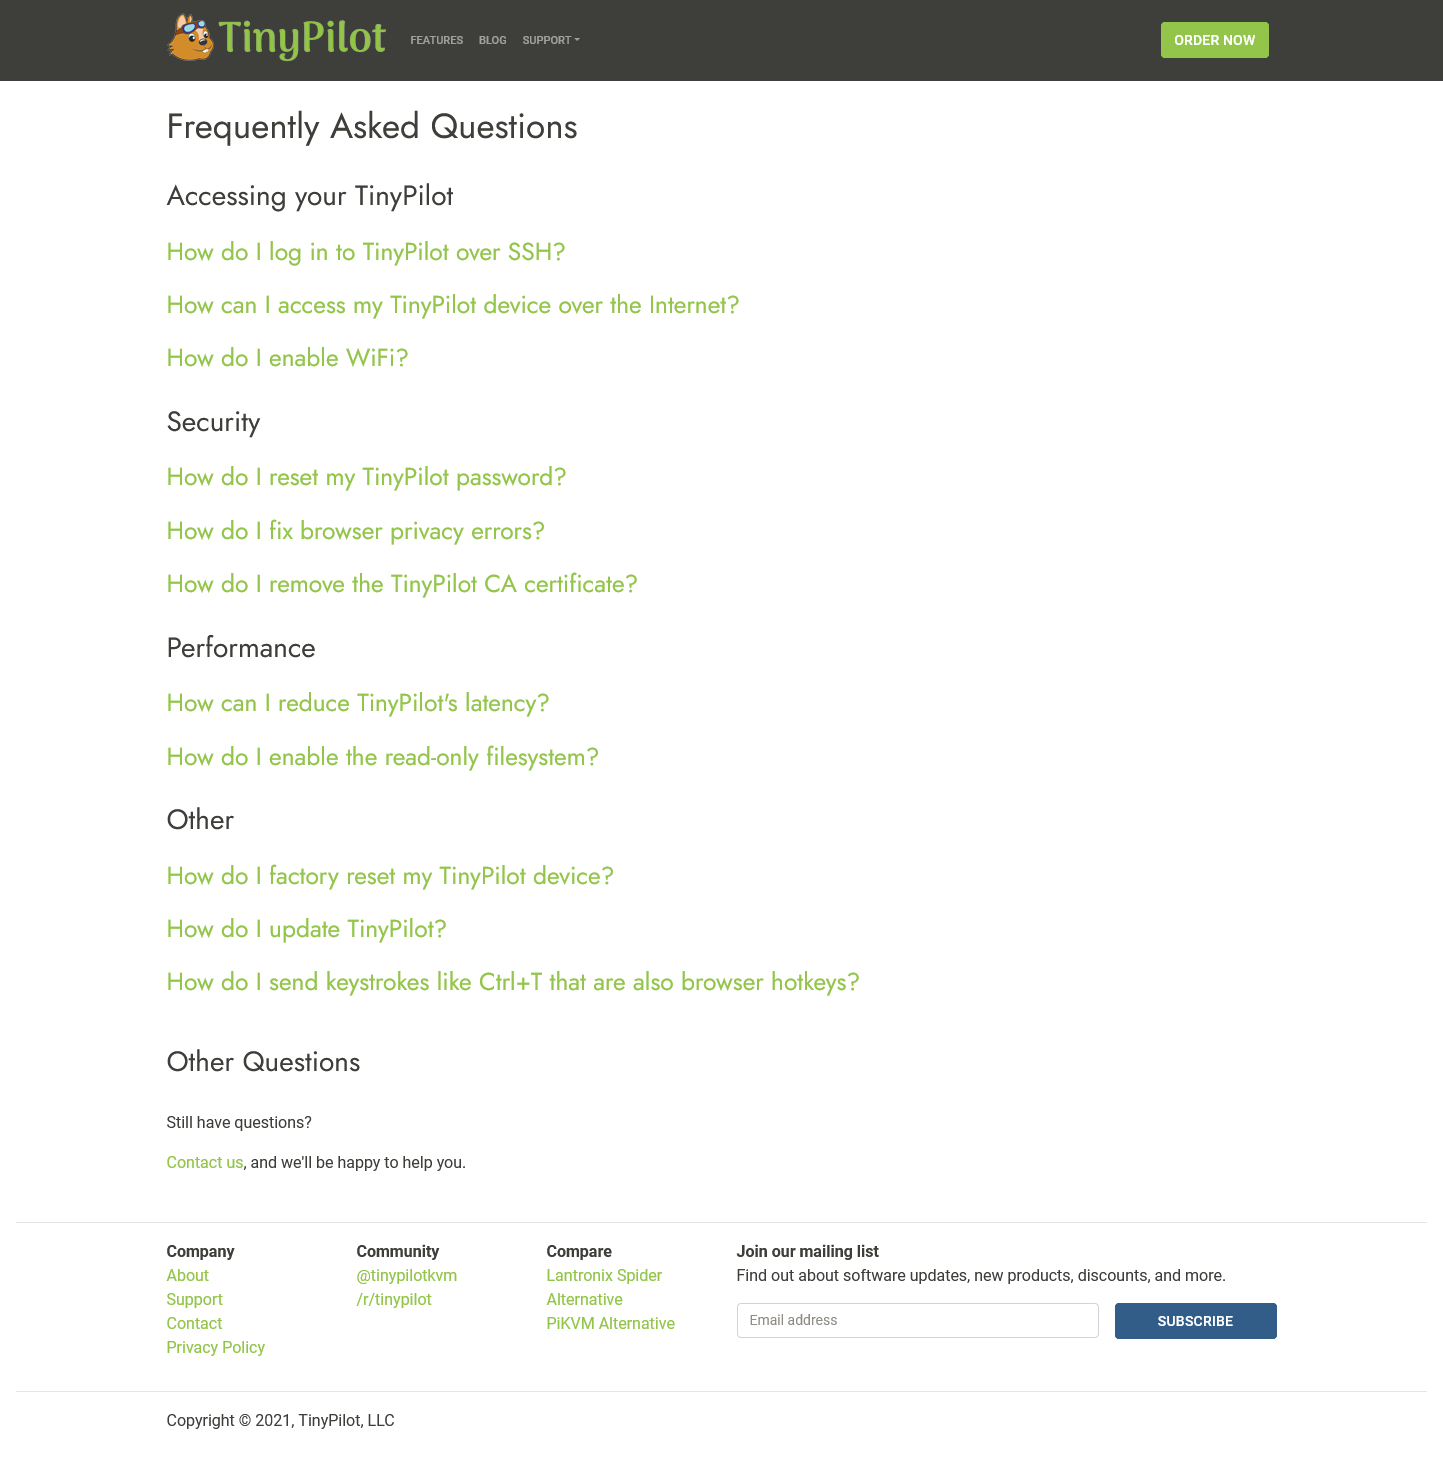 TinyPilot
FEATURES
BLOG
SUPPORT
ORDER NOW
Frequently Asked Questions
Accessing your TinyPilot
How do I log in to TinyPilot over SSH?
How can I access my TinyPilot device over the Internet?
How do I enable WiFi?
Security
How do I reset my TinyPilot password?
How do I fix browser privacy errors?
How do I remove the TinyPilot CA certificate?
Performance
How can I reduce TinyPilot's latency?
How do I enable the read-only filesystem?
Other
How do I factory reset my TinyPilot device?
How do I update TinyPilot?
How do I send keystrokes like Ctrl+T that are also browser hotkeys?
Other Questions
Still have questions?
Contact us, and we'll be happy to help you.
Company
About
Support
Contact
Privacy Policy
Community
@tinypilotkvm
/r/tinypilot
Compare
Lantronix Spider
Alternative
PiKVM Alternative
Join our mailing list
Find out about software updates, new products, discounts, and more.
Email address
SUBSCRIBE
Copyright © 2021, TinyPilot, LLC